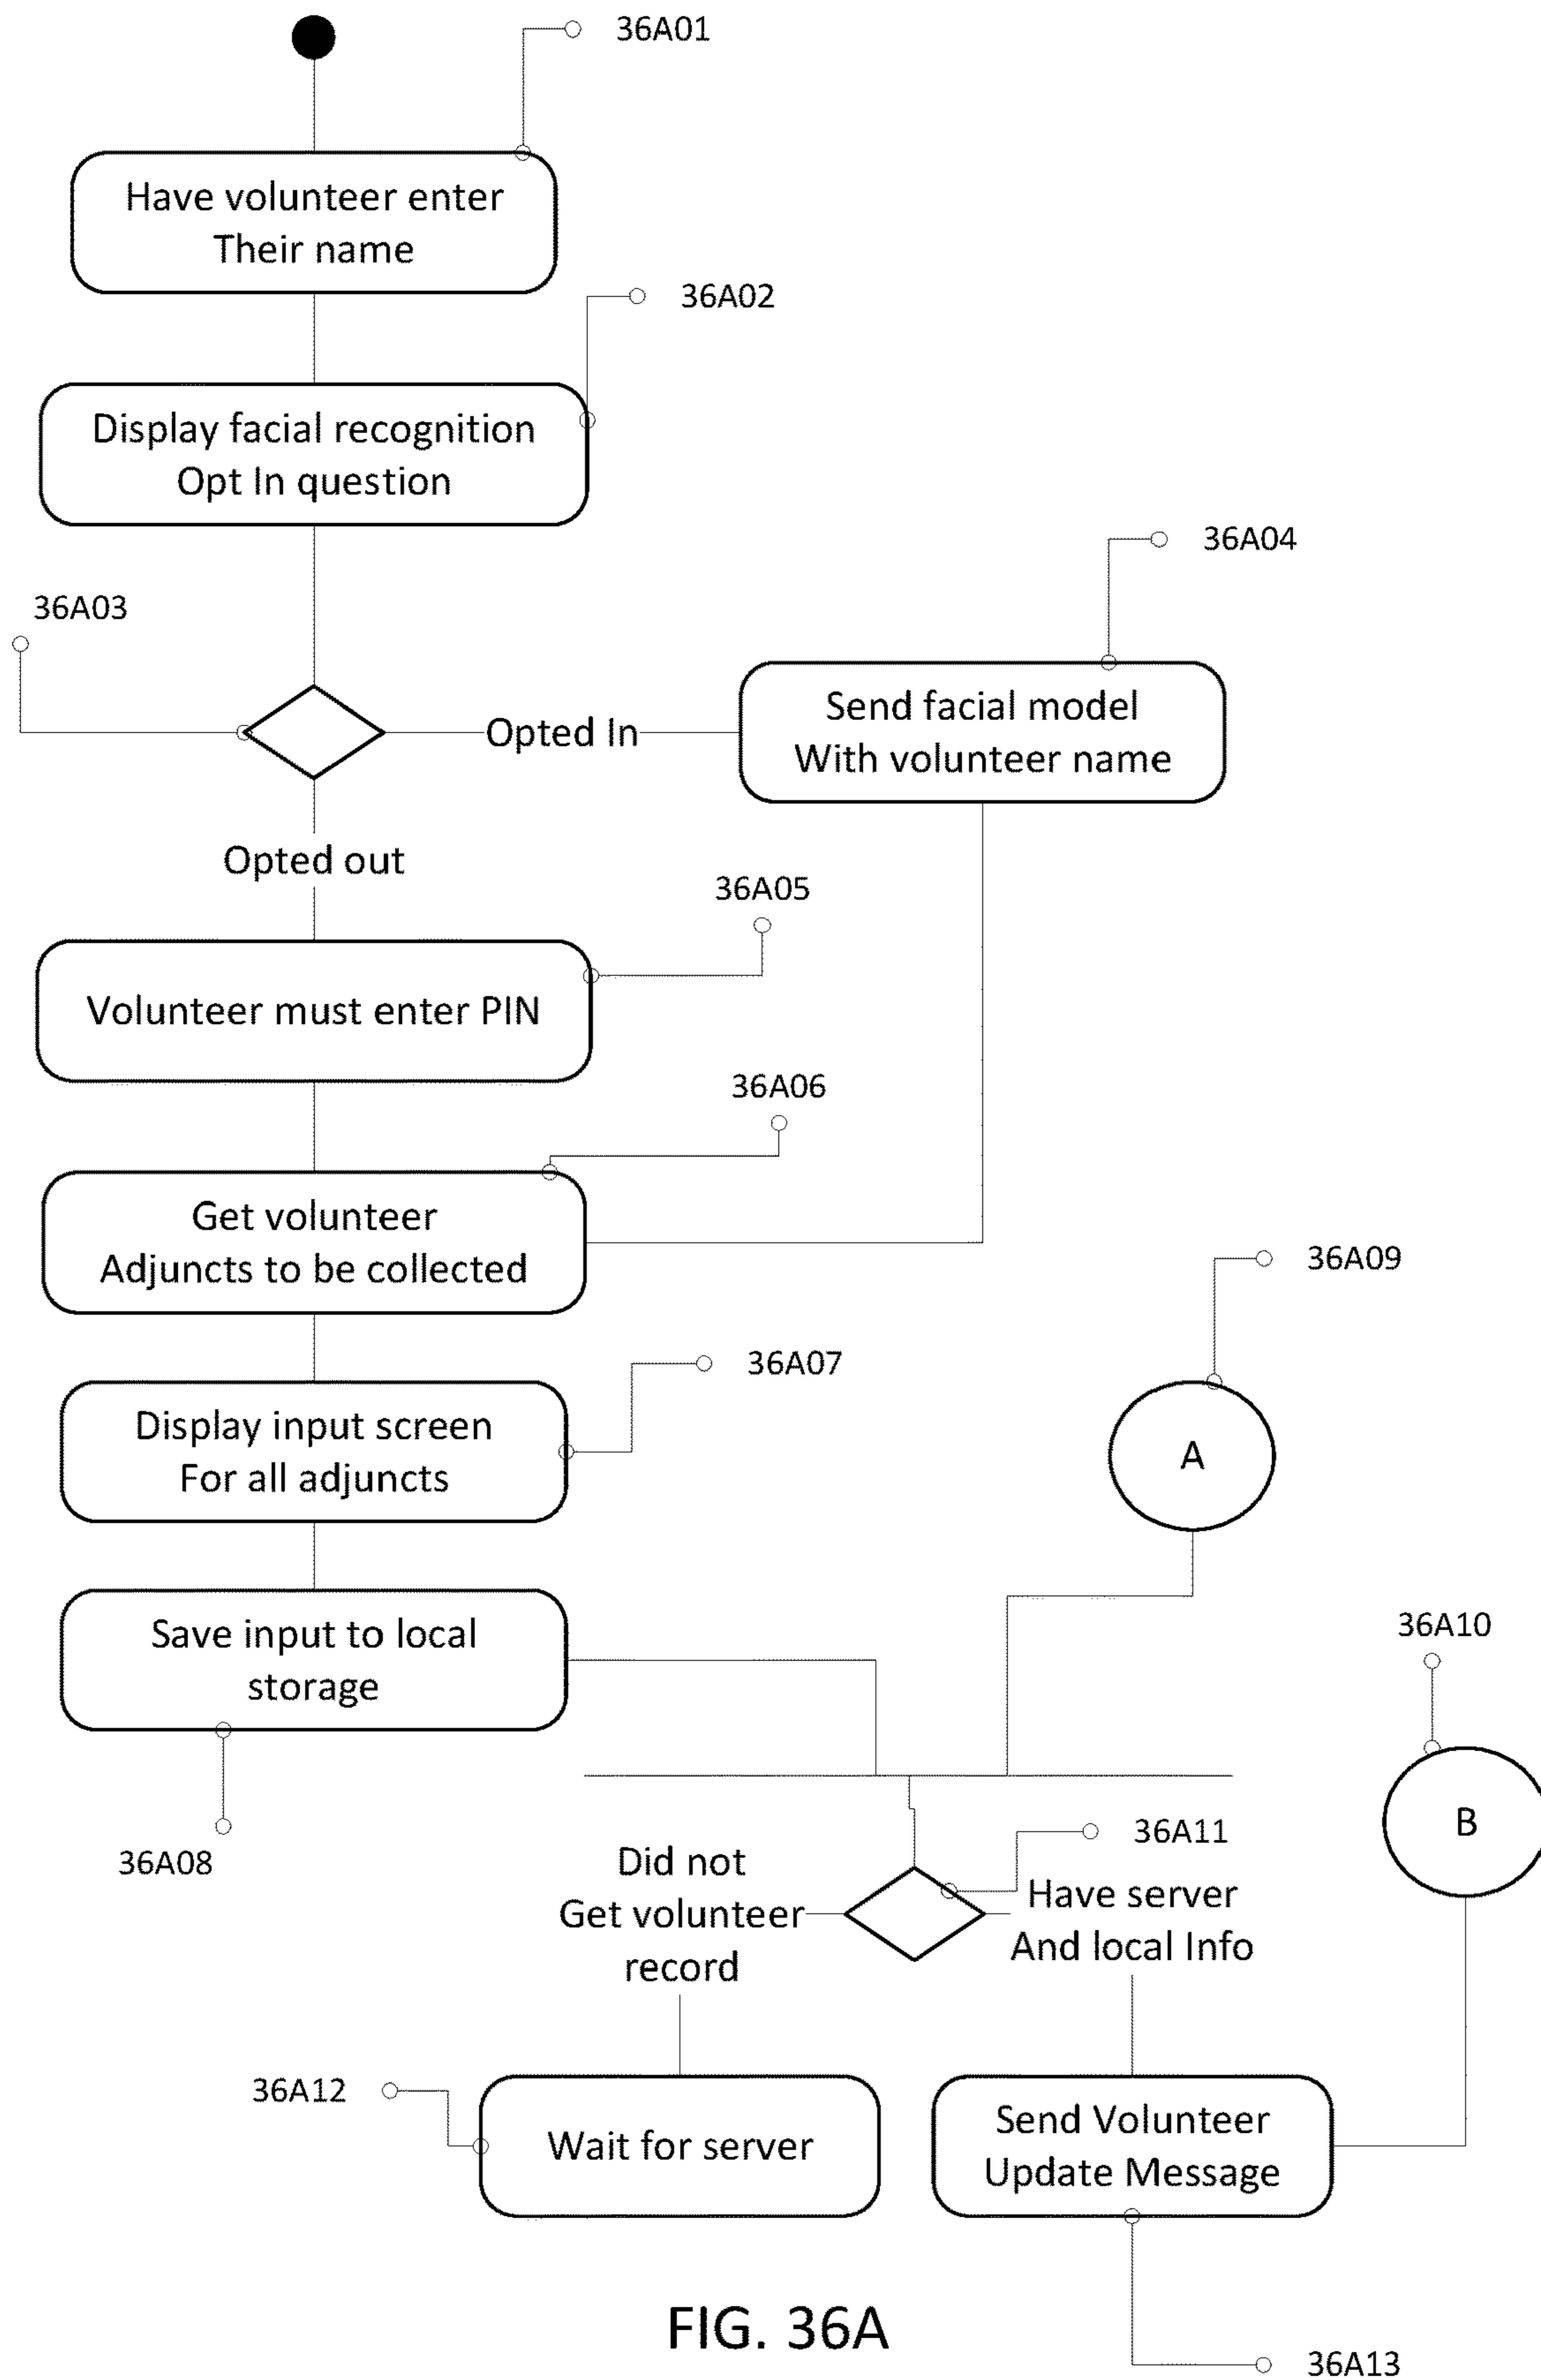 36A01
Have volunteer enter
Their name
36A02
Display facial recognition
Opt In question
36A04
36A03
Send facial model
With volunteer name
Opted In
Opted out
36A05
Volunteer must enter PIN
36A06
Get volunteer
Adjuncts to be collected
36A09
36A07
Display input screen
For all adjuncts
A
Save input to local
storage
36A10
36A08
B
36A11
Did not
Get volunteer
record
Have server
And local Info
36A12
Wait for server
Send Volunteer
Update Message
FIG. 36A
36A13